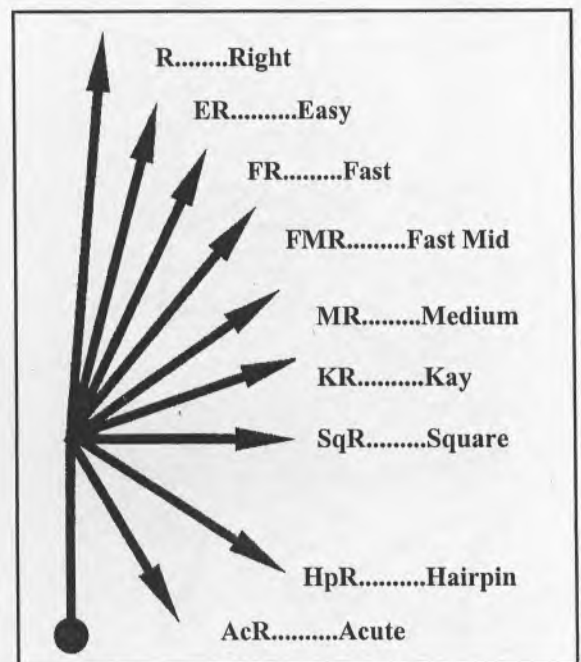 R........Right
ER..........Easy
FR.........Fast
FMR.........Fast Mid
MR.........Medium
KR..........Kay
SqR.........Square
HpR..........Hairpin
AcR..........Acute